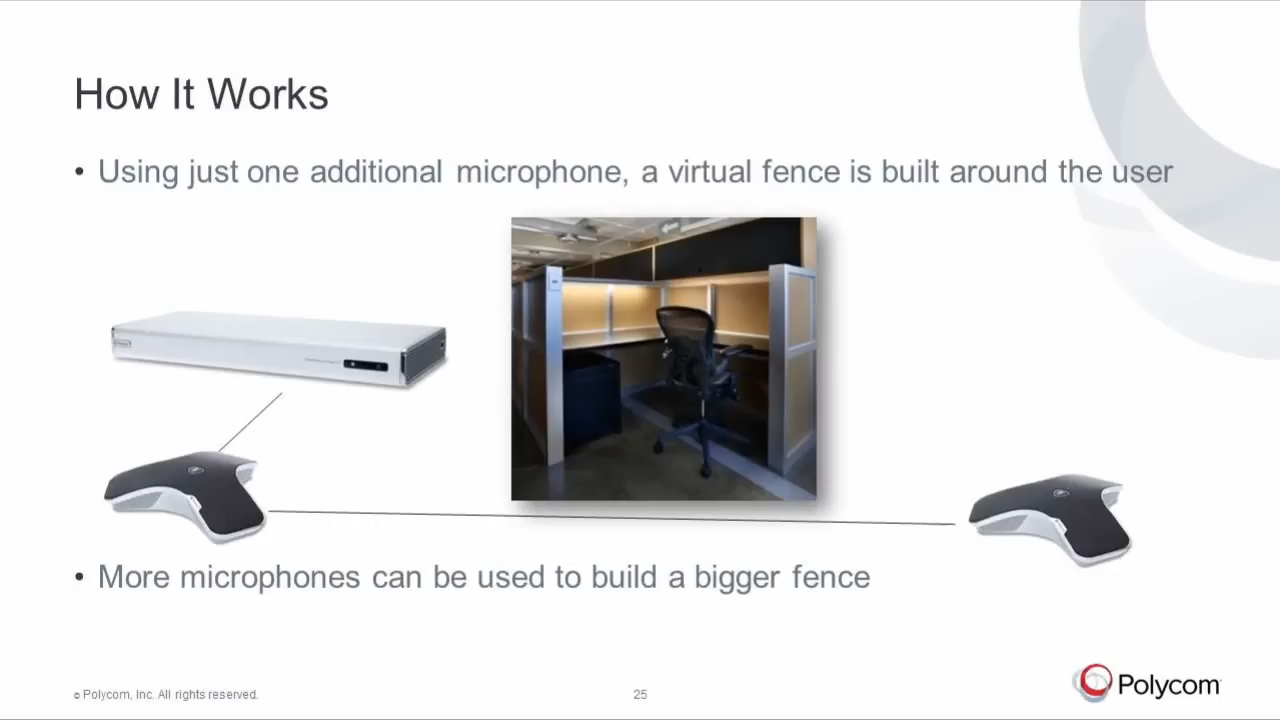 How It Works
• Using just one additional microphone, a virtual fence is built around the user
• More microphones can be used to build a bigger fence
© Polycom, Inc. All rights reserved.
25
Polycom